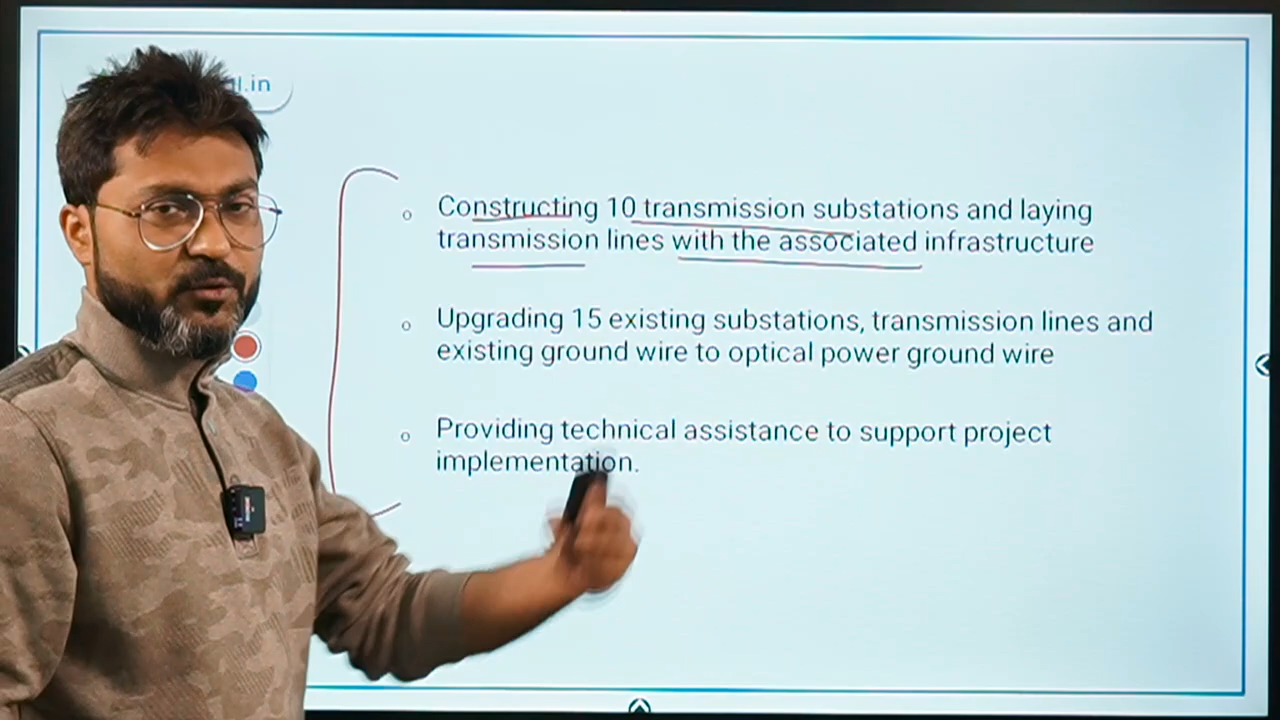 l.in
Constructing 10 transmission substations and laying
transmission lines with the associated infrastructure
Upgrading 15 existing substations, transmission lines and
existing ground wire to optical power ground wire
Providing technical assistance to support project
implementation.